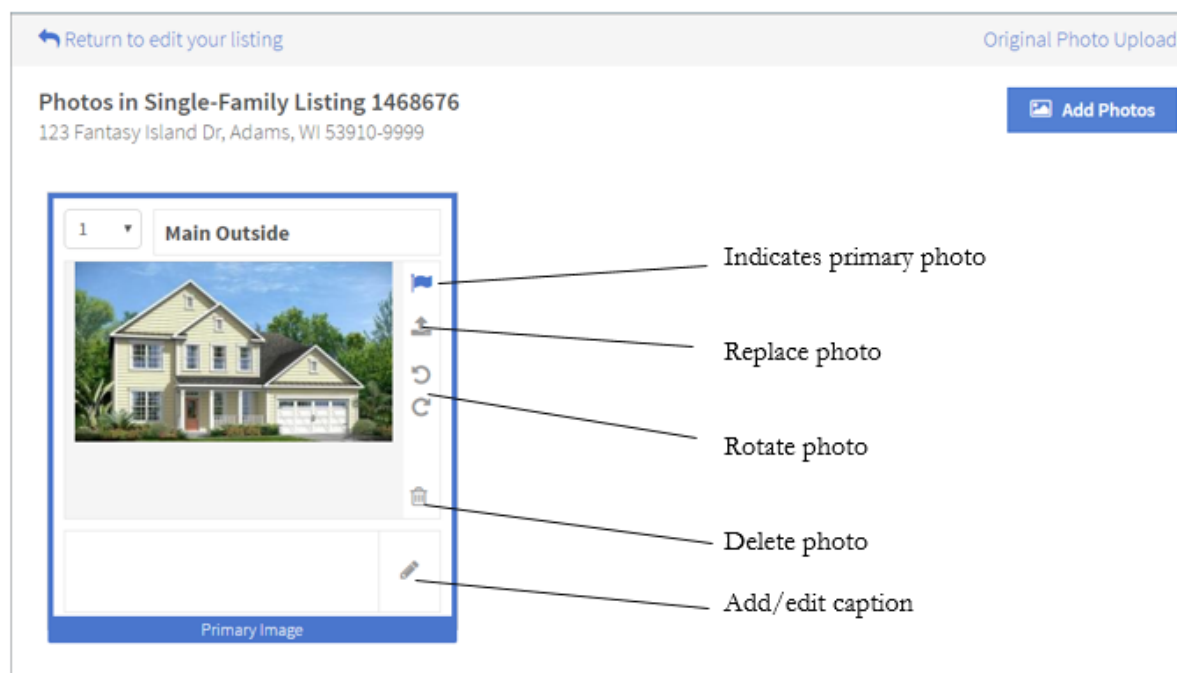 Return to edit your listing
Original Photo Upload
Photos in Single-Family Listing 1468676
123 Fantasy Island Dr, Adams, WI 53910-9999
Add Photos
1
Main Outside
Indicates primary photo
Replace photo
Rotate photo
Delete photo
Add/edit caption
Primary Image